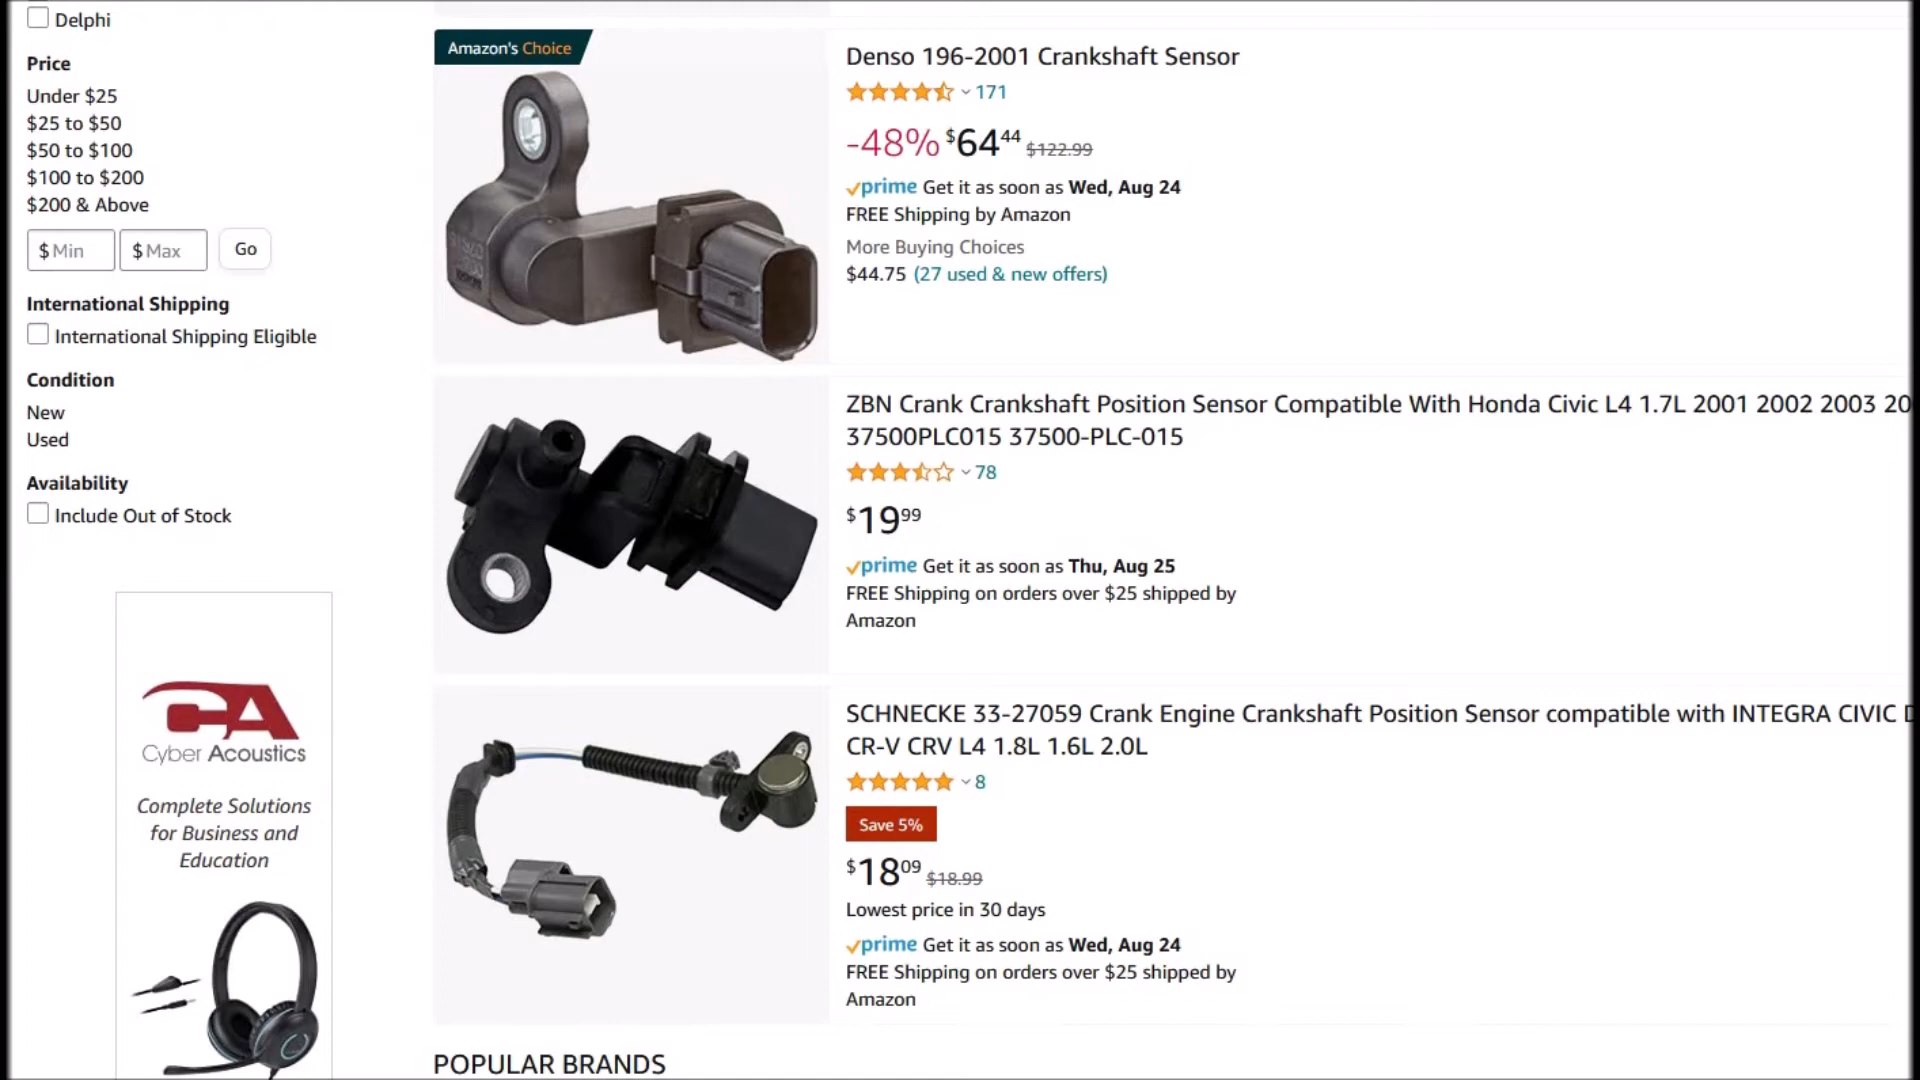 Delphi
Price
Under $25
$25 to $50
$50 to $100
$100 to $200
$200 & Above
$ Min $ Max Go
International Shipping
International Shipping Eligible
Condition
New
Used
Availability
Include Out of Stock
CA
Cyber Acoustics
Complete Solutions
for Business and
Education
Amazon's Choice
Denso 196-2001 Crankshaft Sensor
171
-48% $64.44 $122.99
prime Get it as soon as Wed, Aug 24
FREE Shipping by Amazon
More Buying Choices
$44.75 (27 used & new offers)
ZBN Crank Crankshaft Position Sensor Compatible With Honda Civic L4 1.7L 2001 2002 2003 20
37500PLC015 37500-PLC-015
78
$19.99
prime Get it as soon as Thu, Aug 25
FREE Shipping on orders over $25 shipped by
Amazon
SCHNECKE 33-27059 Crank Engine Crankshaft Position Sensor compatible with INTEGRA CIVIC D
CR-V CRV L4 1.8L 1.6L 2.0L
8
Save 5%
$18.09 $18.99
Lowest price in 30 days
prime Get it as soon as Wed, Aug 24
FREE Shipping on orders over $25 shipped by
Amazon
POPULAR BRANDS